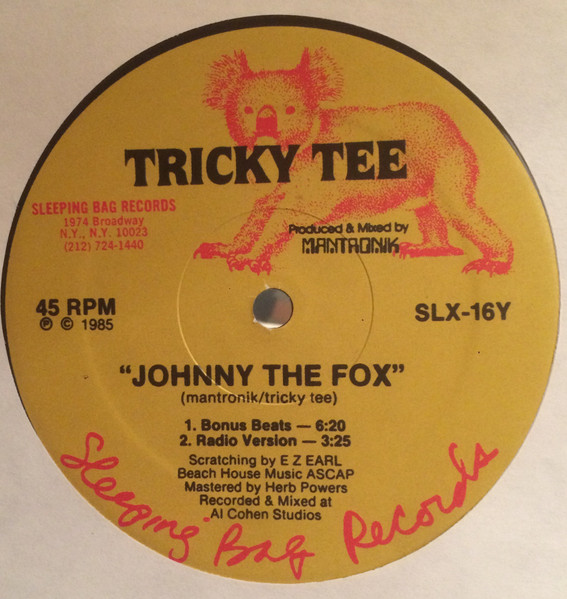 TRICKY TEE
SLEEPING BAG RECORDS
1974 Broadway
N.Y., N.Y. 10023
(212) 724-1440
Produced & Mixed by
MANTRONIK
45 RPM
Ⓟ © 1985
SLX-16Y
“JOHNNY THE FOX”
(mantronik/tricky tee)
1. Bonus Beats — 6:20
2. Radio Version — 3:25
Scratching by E Z EARL
Beach House Music ASCAP
Mastered by Herb Powers
Recorded & Mixed at
Al Cohen Studios
Sleeping Bag Records